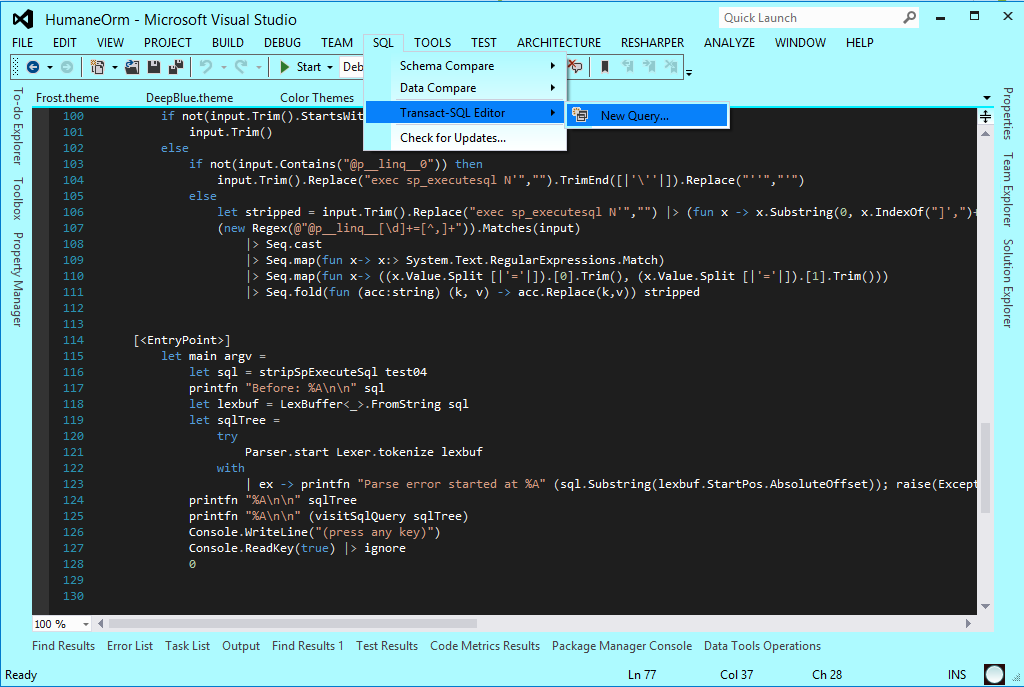 HumaneOrm - Microsoft Visual Studio
Quick Launch
FILE EDIT VIEW PROJECT BUILD DEBUG TEAM SQL TOOLS TEST ARCHITECTURE RESHARPER ANALYZE WINDOW HELP
Start Deb
Schema Compare
Data Compare
Transact-SQL Editor
New Query...
Check for Updates...
Frost.theme DeepBlue.theme Color Themes
To-do Explorer
Toolbox
Property Manager
Properties
Team Explorer
Solution Explorer
100 if not(input.Trim().StartsWit
101 input.Trim()
102 else
103 if not(input.Contains("@p__linq__0")) then
104 input.Trim().Replace("exec sp_executesql N'","").TrimEnd([|'\''|]).Replace("''","'")
105 else
106 let stripped = input.Trim().Replace("exec sp_executesql N'","") |> (fun x -> x.Substring(0, x.IndexOf("]',")+
107 (new Regex(@"@p__linq__[\d]+=[^,]+")).Matches(input)
108 |> Seq.cast
109 |> Seq.map(fun x-> x:> System.Text.RegularExpressions.Match)
110 |> Seq.map(fun x-> ((x.Value.Split [|'='|]).[0].Trim(), (x.Value.Split [|'='|]).[1].Trim()))
111 |> Seq.fold(fun (acc:string) (k, v) -> acc.Replace(k,v)) stripped
112
113
114 [<EntryPoint>]
115 let main argv =
116 let sql = stripSpExecuteSql test04
117 printfn "Before: %A\n\n" sql
118 let lexbuf = LexBuffer<_>.FromString sql
119 let sqlTree =
120 try
121 Parser.start Lexer.tokenize lexbuf
122 with
123 | ex -> printfn "Parse error started at %A" (sql.Substring(lexbuf.StartPos.AbsoluteOffset)); raise(Except
124 printfn "%A\n\n" sqlTree
125 printfn "%A\n\n" (visitSqlQuery sqlTree)
126 Console.WriteLine("(press any key)")
127 Console.ReadKey(true) |> ignore
128 0
129
130
100 %
Find Results Error List Task List Output Find Results 1 Test Results Code Metrics Results Package Manager Console Data Tools Operations
Ready Ln 77 Col 37 Ch 28 INS